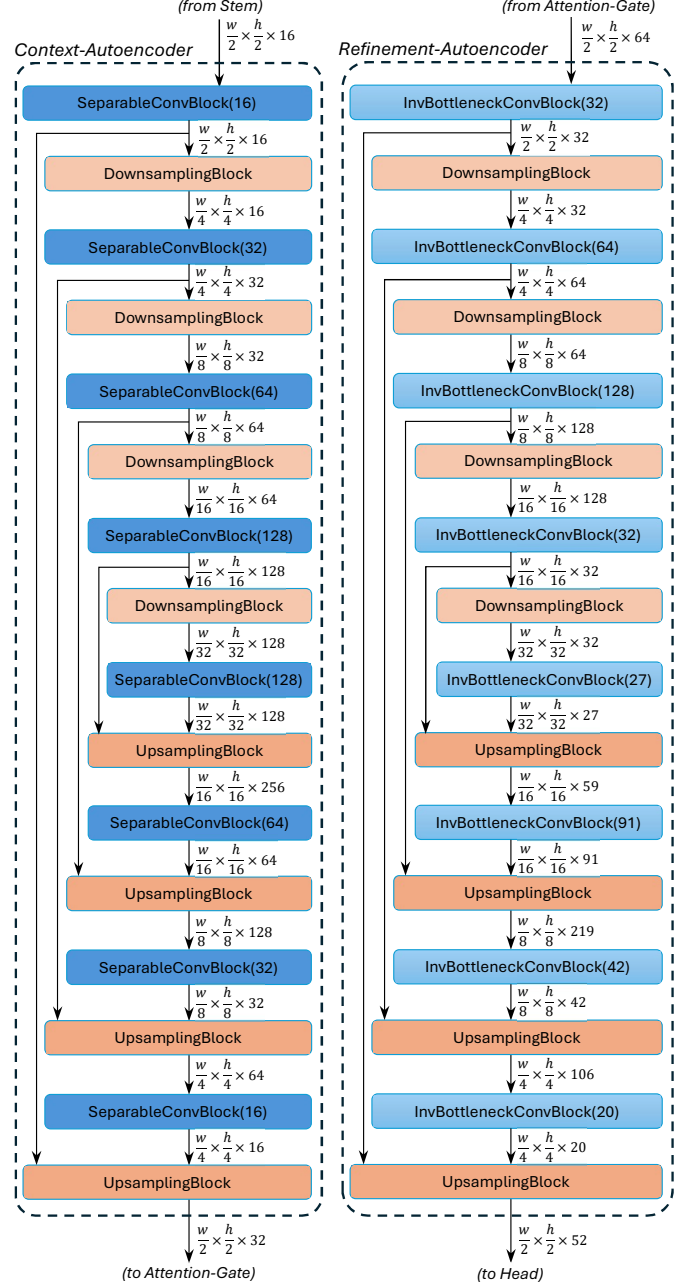 (from Stem)
w/2 × h/2 × 16
Context-Autoencoder
SeparableConvBlock(16)
w/2 × h/2 × 16
DownsamplingBlock
w/4 × h/4 × 16
SeparableConvBlock(32)
w/4 × h/4 × 32
DownsamplingBlock
w/8 × h/8 × 32
SeparableConvBlock(64)
w/8 × h/8 × 64
DownsamplingBlock
w/16 × h/16 × 64
SeparableConvBlock(128)
w/16 × h/16 × 128
DownsamplingBlock
w/32 × h/32 × 128
SeparableConvBlock(128)
w/32 × h/32 × 128
UpsamplingBlock
w/16 × h/16 × 256
SeparableConvBlock(64)
w/16 × h/16 × 64
UpsamplingBlock
w/8 × h/8 × 128
SeparableConvBlock(32)
w/8 × h/8 × 32
UpsamplingBlock
w/4 × h/4 × 64
SeparableConvBlock(16)
w/4 × h/4 × 16
UpsamplingBlock
w/2 × h/2 × 32
(to Attention-Gate)
(from Attention-Gate)
w/2 × h/2 × 64
Refinement-Autoencoder
InvBottleneckConvBlock(32)
w/2 × h/2 × 32
DownsamplingBlock
w/4 × h/4 × 32
InvBottleneckConvBlock(64)
w/4 × h/4 × 64
DownsamplingBlock
w/8 × h/8 × 64
InvBottleneckConvBlock(128)
w/8 × h/8 × 128
DownsamplingBlock
w/16 × h/16 × 128
InvBottleneckConvBlock(32)
w/16 × h/16 × 32
DownsamplingBlock
w/32 × h/32 × 32
InvBottleneckConvBlock(27)
w/32 × h/32 × 27
UpsamplingBlock
w/16 × h/16 × 59
InvBottleneckConvBlock(91)
w/16 × h/16 × 91
UpsamplingBlock
w/8 × h/8 × 219
InvBottleneckConvBlock(42)
w/8 × h/8 × 42
UpsamplingBlock
w/4 × h/4 × 106
InvBottleneckConvBlock(20)
w/4 × h/4 × 20
UpsamplingBlock
w/2 × h/2 × 52
(to Head)